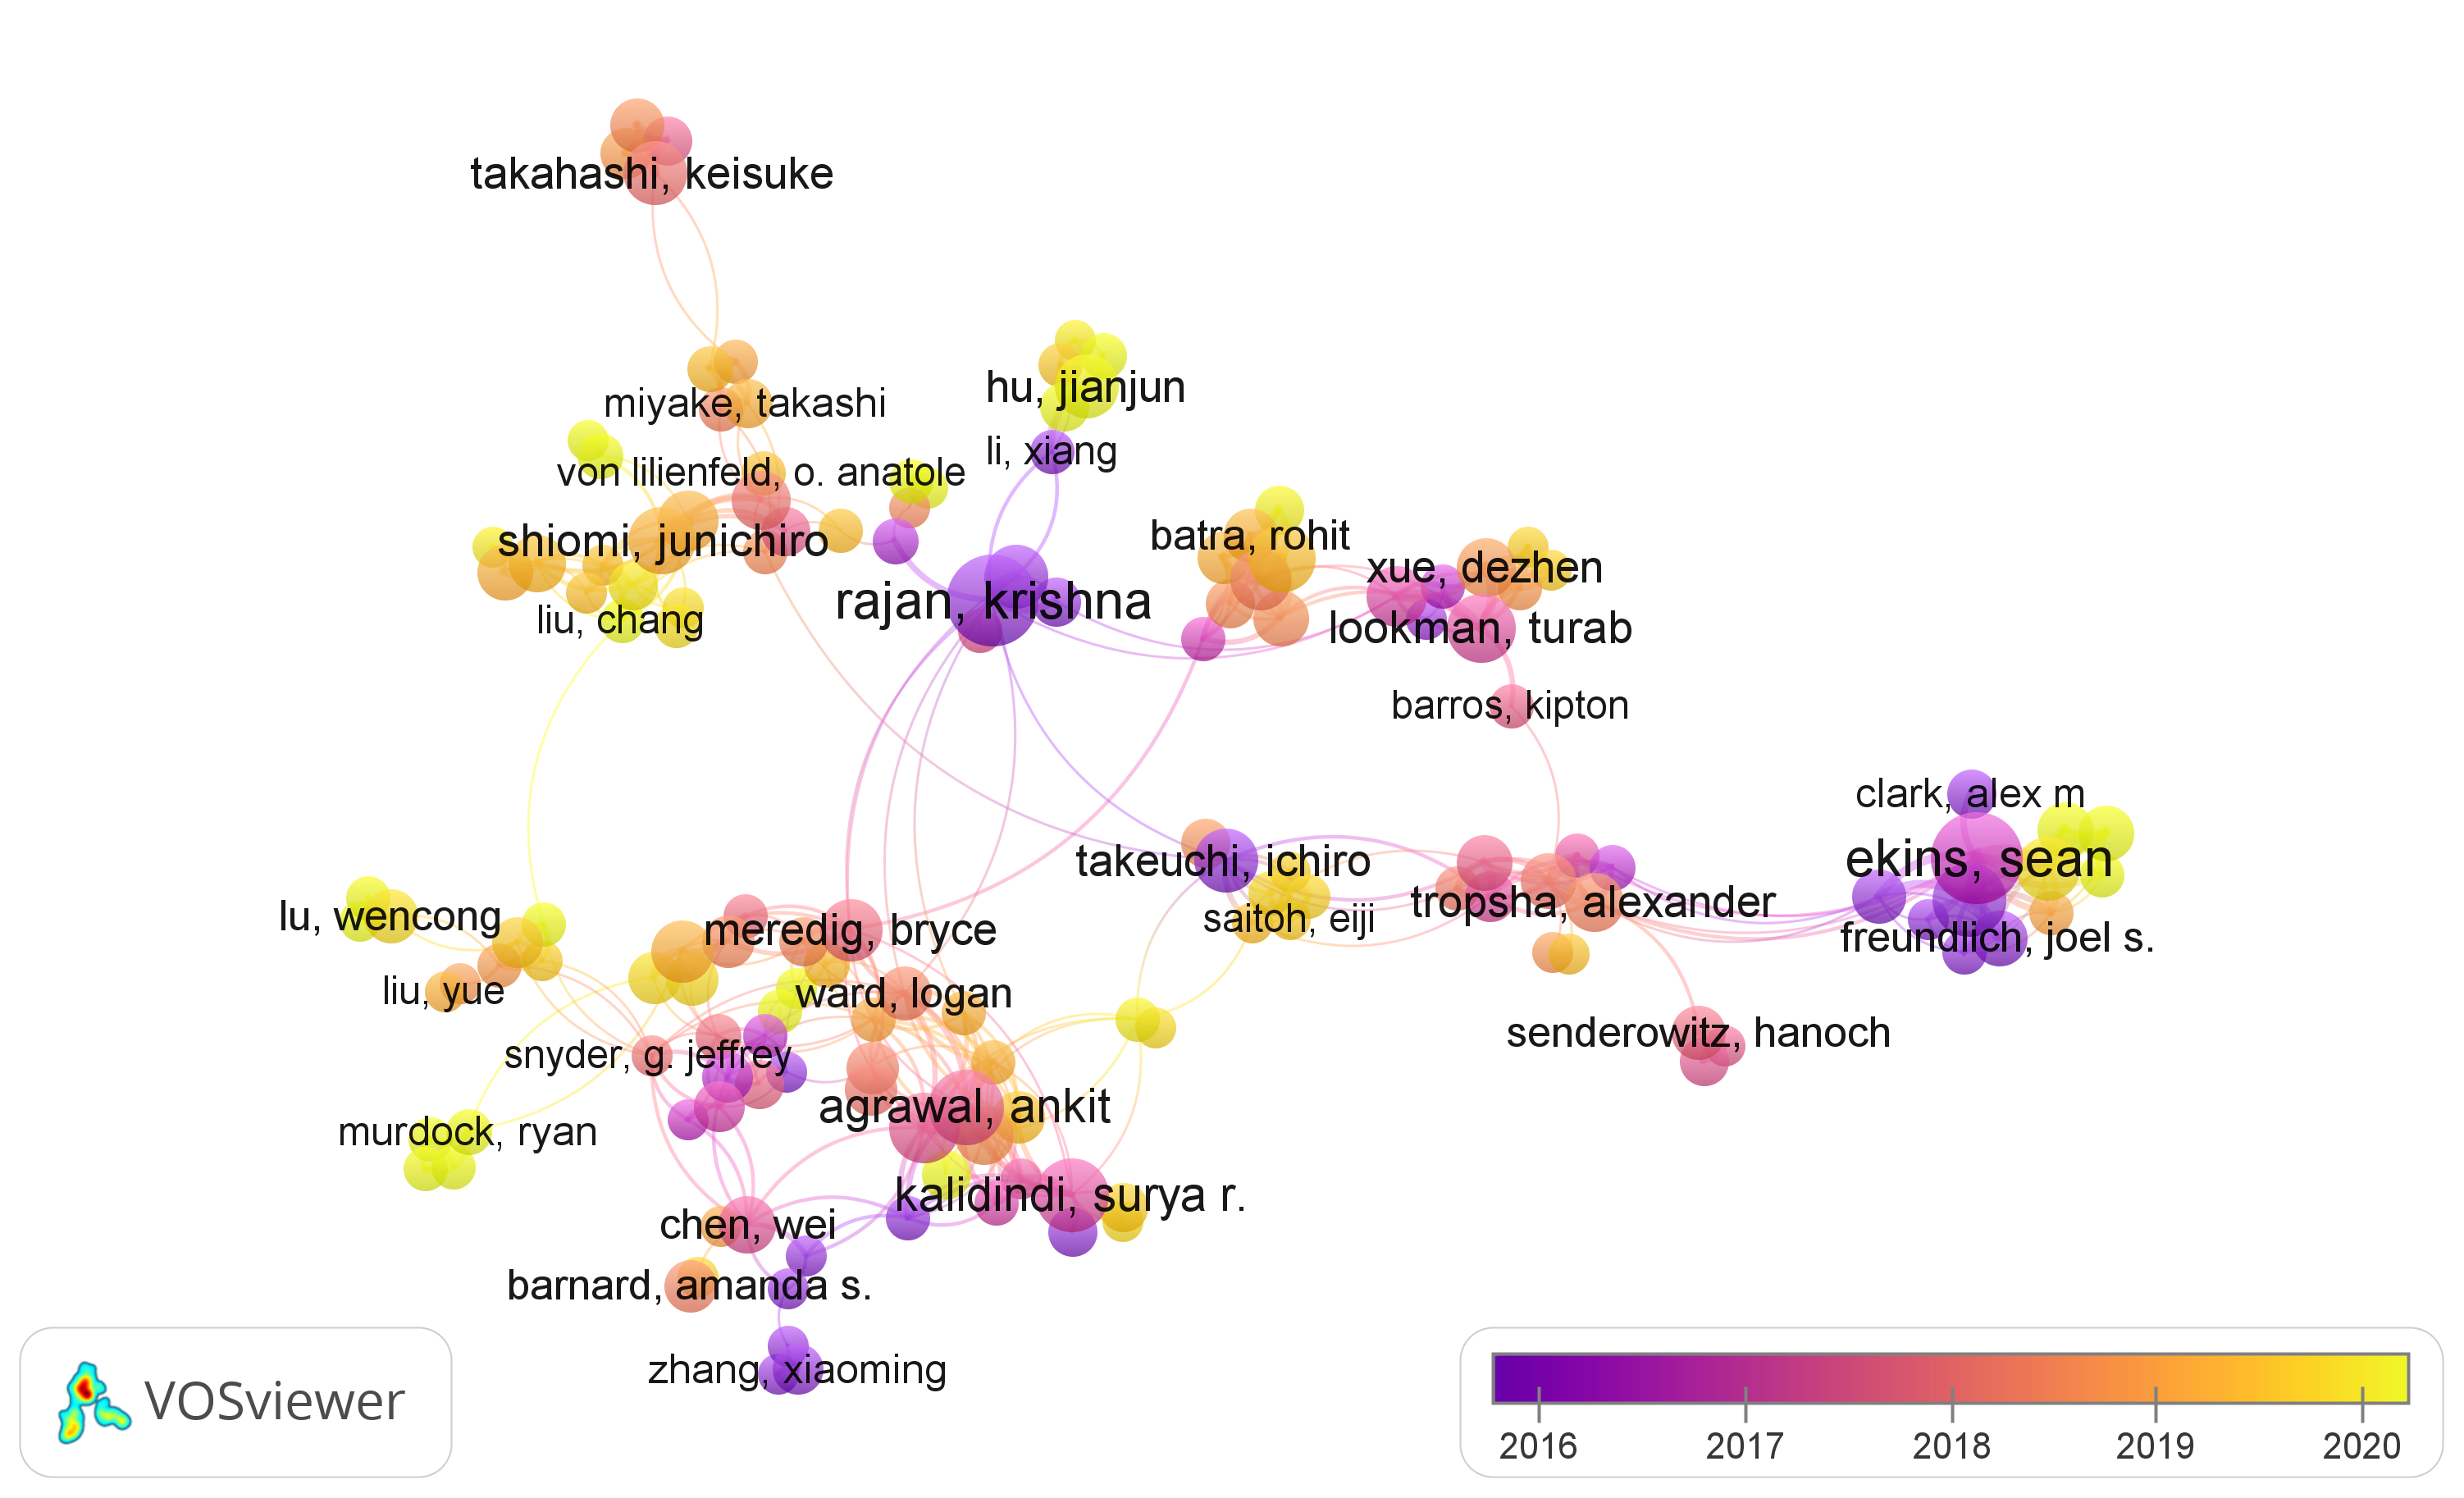 takahashi, keisuke
hu, jianjun
miyake, takashi
li, xiang
von lilienfeld, o. anatole
batra, rohit
shiomi, junichiro
xue, dezhen
rajan, krishna
liu, chang
lookman, turab
barros, kipton
clark, alex m
takeuchi, ichiro
ekins, sean
lu, wencong
saitoh, eiji
tropsha, alexander
meredig, bryce
freundlich, joel s.
liu, yue
ward, logan
senderowitz, hanoch
snyder, g. jeffrey
agrawal, ankit
murdock, ryan
kalidindi, surya r.
chen, wei
barnard, amanda s.
zhang, xiaoming
VOSviewer
2016 2017 2018 2019 2020